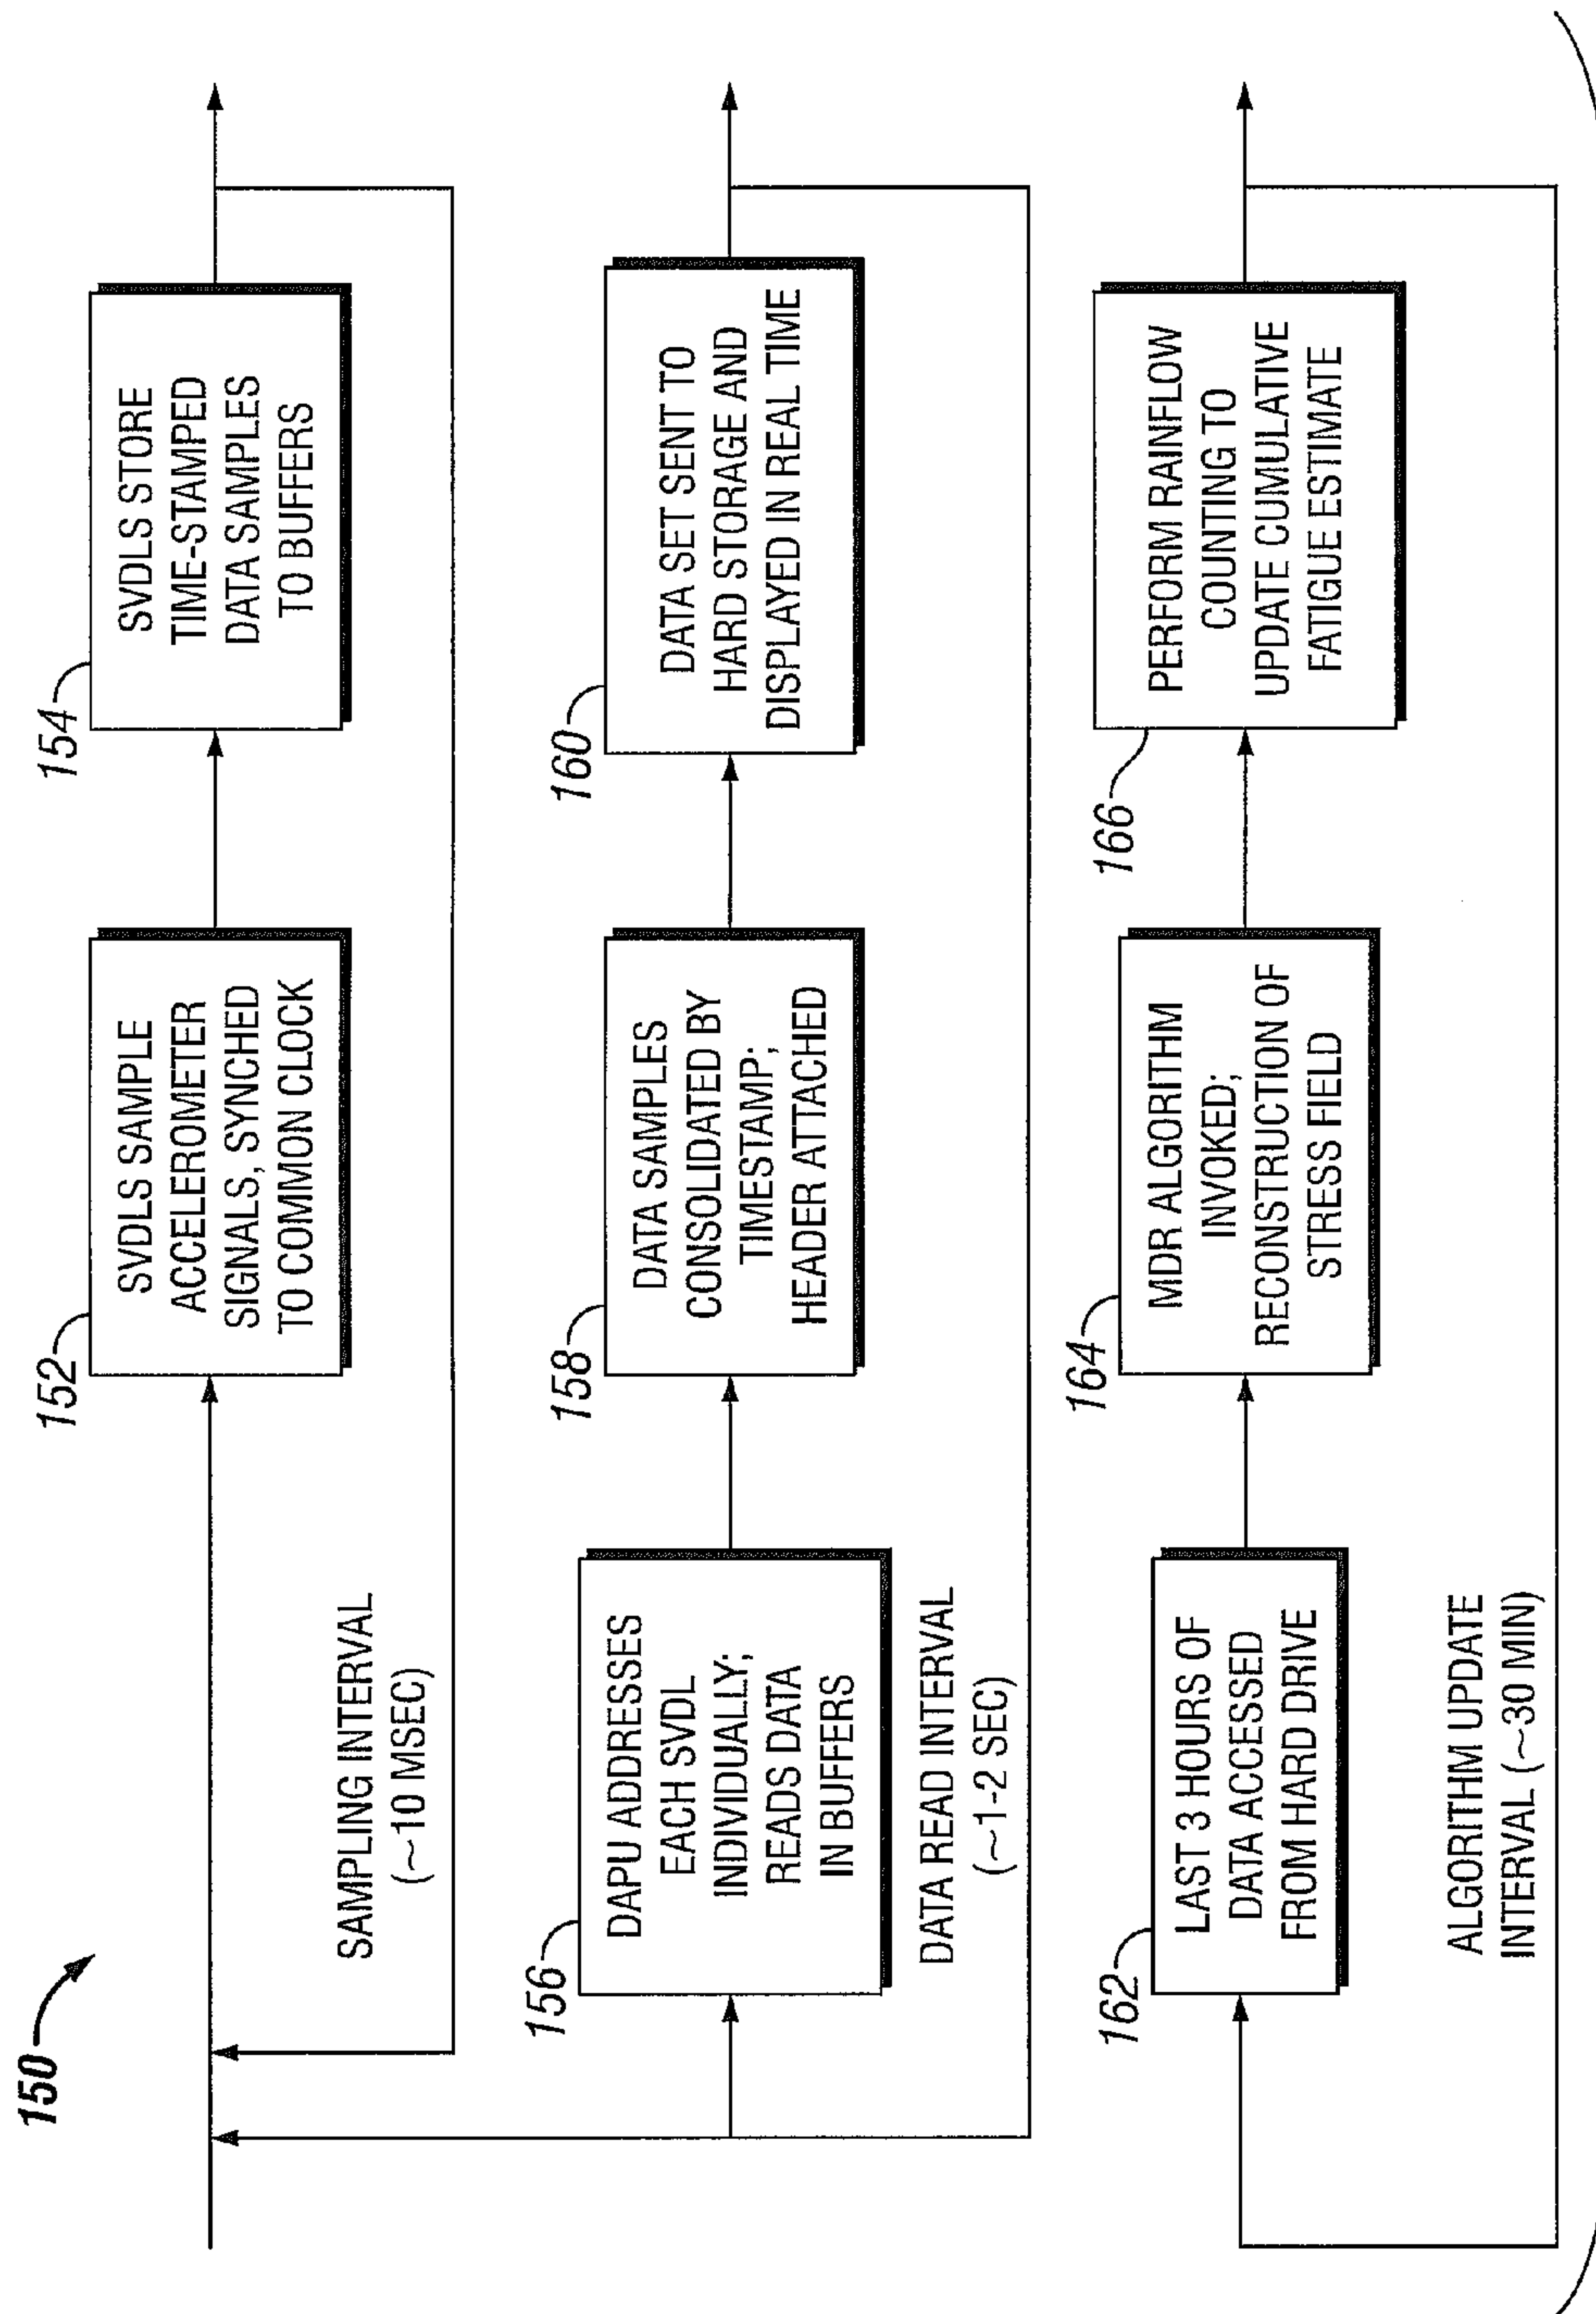 150
152
SVDLS SAMPLE
ACCELEROMETER
SIGNALS, SYNCHED
TO COMMON CLOCK
154
SVDLS STORE
TIME-STAMPED
DATA SAMPLES
TO BUFFERS
SAMPLING INTERVAL
(~10 MSEC)
156
DAPU ADDRESSES
EACH SVDL
INDIVIDUALLY;
READS DATA
IN BUFFERS
158
DATA SAMPLES
CONSOLIDATED BY
TIMESTAMP;
HEADER ATTACHED
160
DATA SET SENT TO
HARD STORAGE AND
DISPLAYED IN REAL TIME
DATA READ INTERVAL
(~1-2 SEC)
162
LAST 3 HOURS OF
DATA ACCESSED
FROM HARD DRIVE
164
MDR ALGORITHM
INVOKED;
RECONSTRUCTION OF
STRESS FIELD
166
PERFORM RAINFLOW
COUNTING TO
UPDATE CUMULATIVE
FATIGUE ESTIMATE
ALGORITHM UPDATE
INTERVAL (~30 MIN)